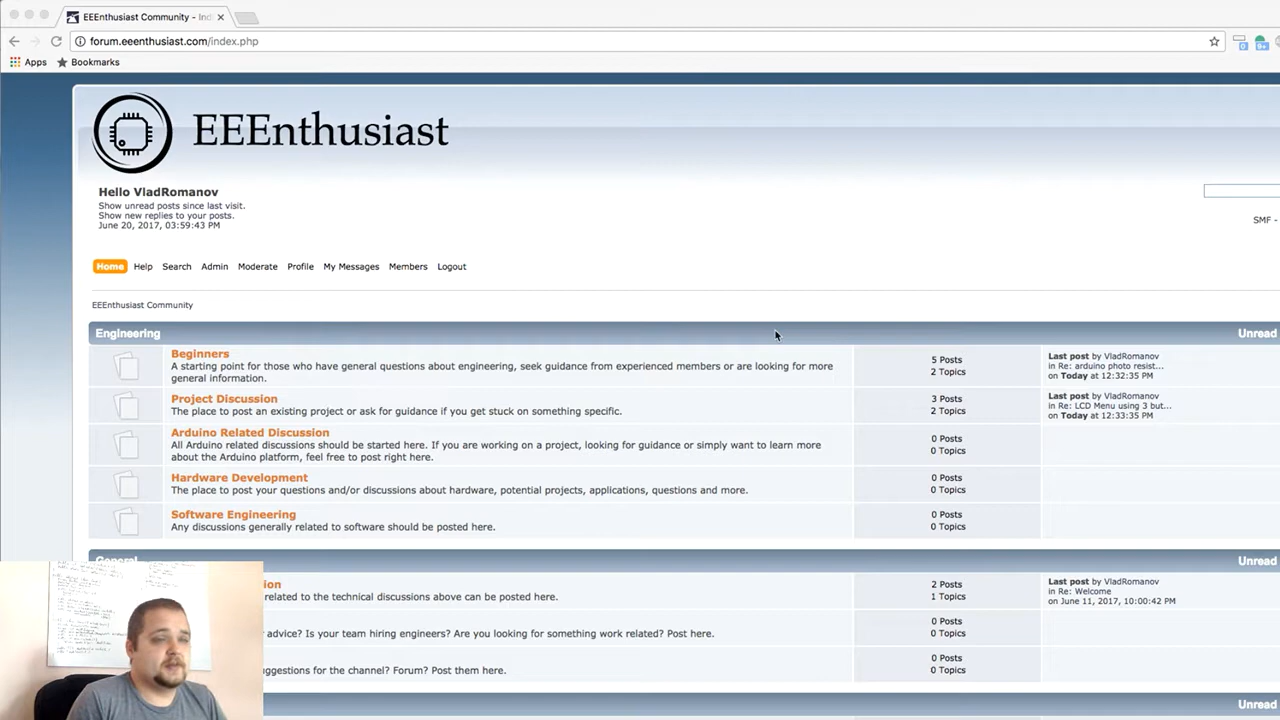 EEEnthusiast Community - Ind
forum.eeenthusiast.com/index.php
Apps
Bookmarks
EEEnthusiast
Hello VladRomanov
Show unread posts since last visit.
Show new replies to your posts.
June 20, 2017, 03:59:43 PM
SMF -
Home Help Search Admin Moderate Profile My Messages Members Logout
EEEnthusiast Community
Engineering
Unread
Beginners
A starting point for those who have general questions about engineering, seek guidance from experienced members or are looking for more
general information.
5 Posts
2 Topics
Last post by VladRomanov
in Re: arduino photo resist...
on Today at 12:32:35 PM
Project Discussion
The place to post an existing project or ask for guidance if you get stuck on something specific.
3 Posts
2 Topics
Last post by VladRomanov
in Re: LCD Menu using 3 but...
on Today at 12:33:35 PM
Arduino Related Discussion
All Arduino related discussions should be started here. If you are working on a project, looking for guidance or simply want to learn more
about the Arduino platform, feel free to post right here.
0 Posts
0 Topics
Hardware Development
The place to post your questions and/or discussions about hardware, potential projects, applications, questions and more.
0 Posts
0 Topics
Software Engineering
Any discussions generally related to software should be posted here.
0 Posts
0 Topics
General
Unread
ion
related to the technical discussions above can be posted here.
2 Posts
1 Topics
Last post by VladRomanov
in Re: Welcome
on June 11, 2017, 10:00:42 PM
advice? Is your team hiring engineers? Are you looking for something work related? Post here.
0 Posts
0 Topics
ggestions for the channel? Forum? Post them here.
0 Posts
0 Topics
Unread